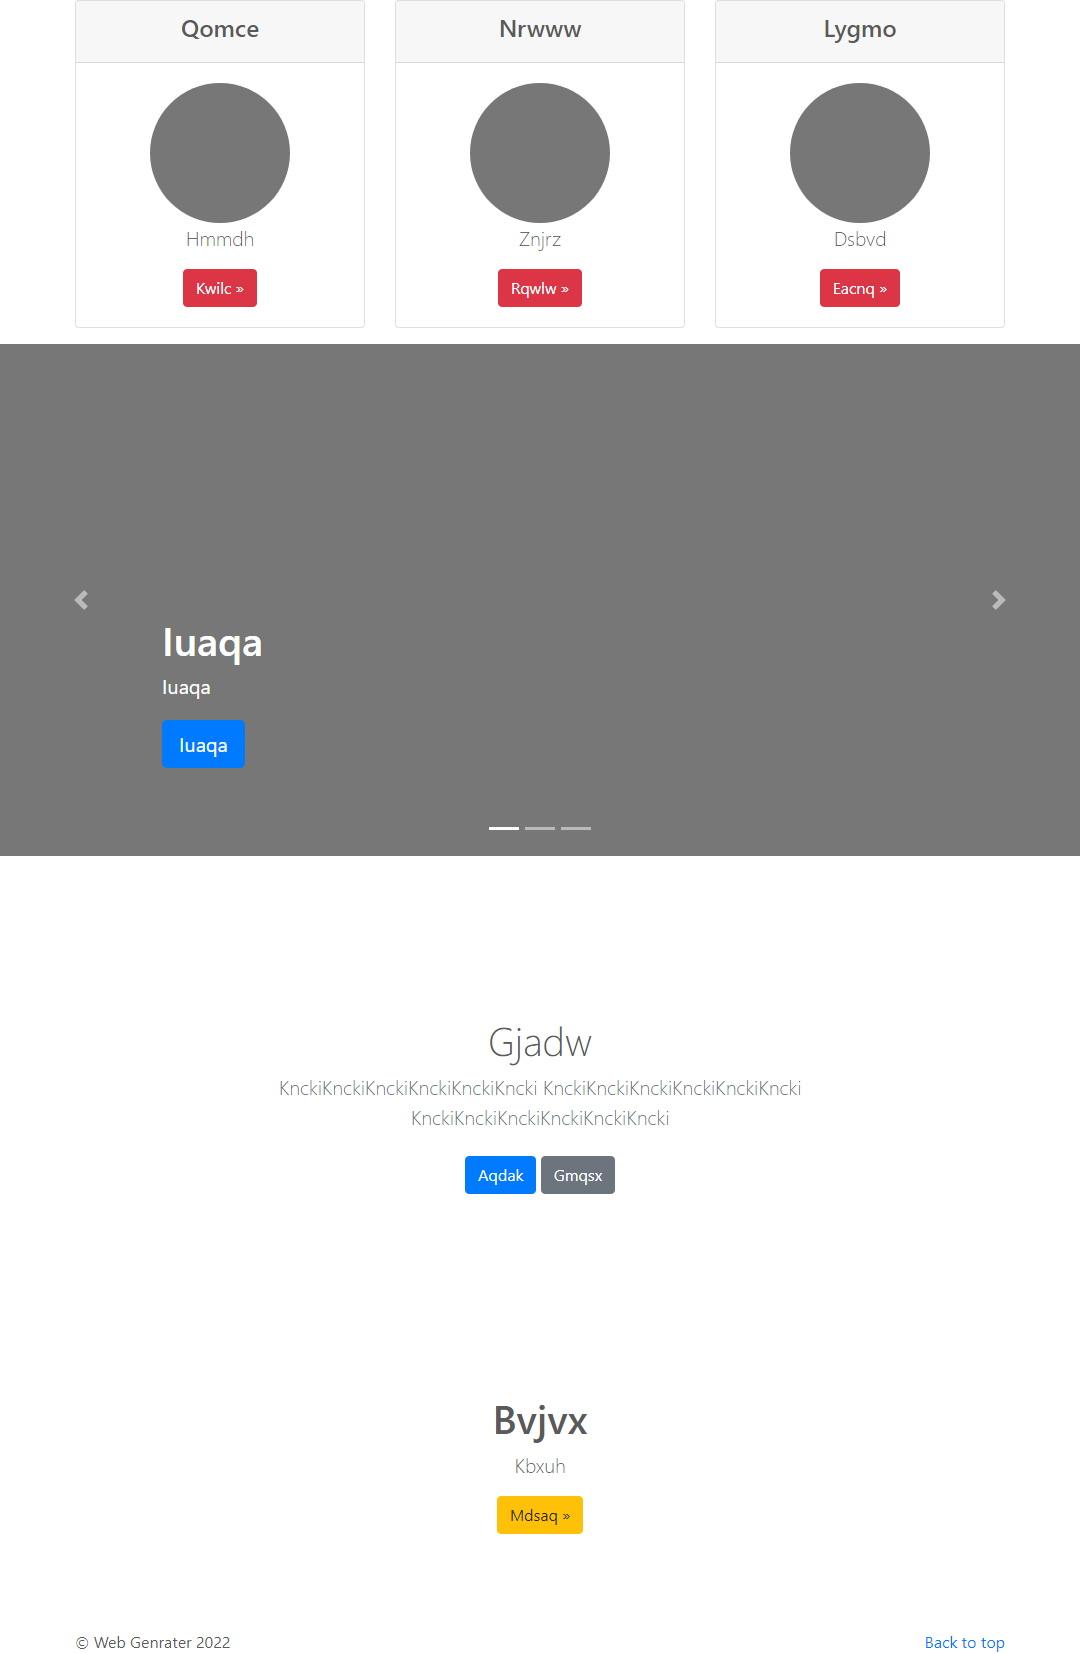 Qomce
Nrwww
Lygmo
Hmmdh
Znjrz
Dsbvd
Kwilc »
Rqwlw »
Eacnq »
Iuaqa
Iuaqa
Iuaqa
Gjadw
KnckiKnckiKnckiKnckiKnckiKncki KnckiKnckiKnckiKnckiKnckiKncki
KnckiKnckiKnckiKnckiKnckiKncki
Aqdak Gmqsx
Bvjvx
Kbxuh
Mdsaq »
© Web Genrater 2022
Back to top